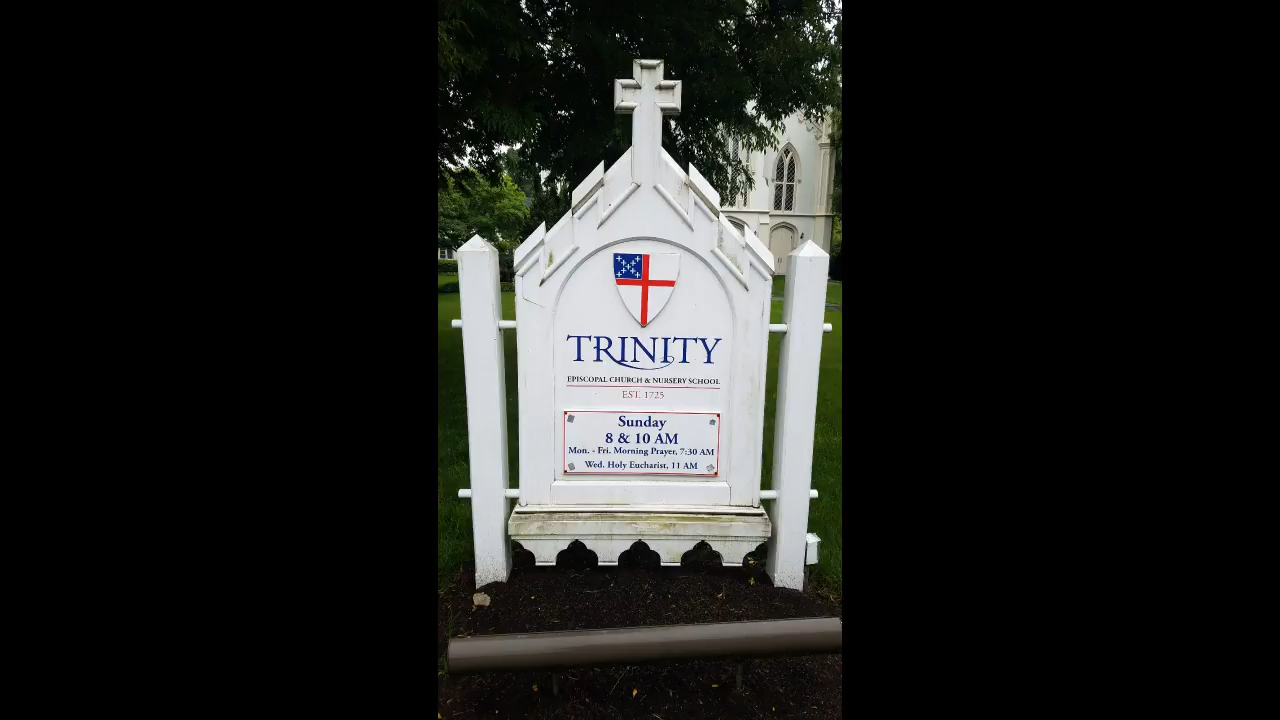 TRINITY
EPISCOPAL CHURCH & NURSERY SCHOOL
EST. 1725
Sunday
8 & 10 AM
Mon. - Fri. Morning Prayer, 7:30 AM
Wed. Holy Eucharist, 11 AM